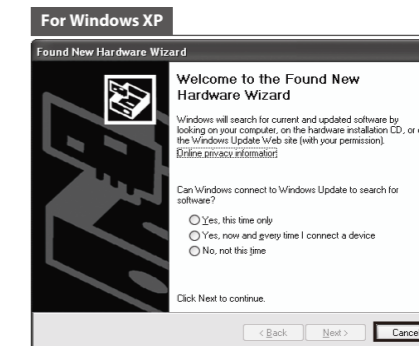 For Windows XP
Found New Hardware Wizard
Welcome to the Found New
Hardware Wizard
Windows will search for current and updated software by
looking on your computer, on the hardware installation CD, or
the Windows Update Web site (with your permission).
Online privacy information
Can Windows connect to Windows Update to search for
software?
Yes, this time only
Yes, now and every time I connect a device
No, not this time
Click Next to continue.
< Back Next > Cancel